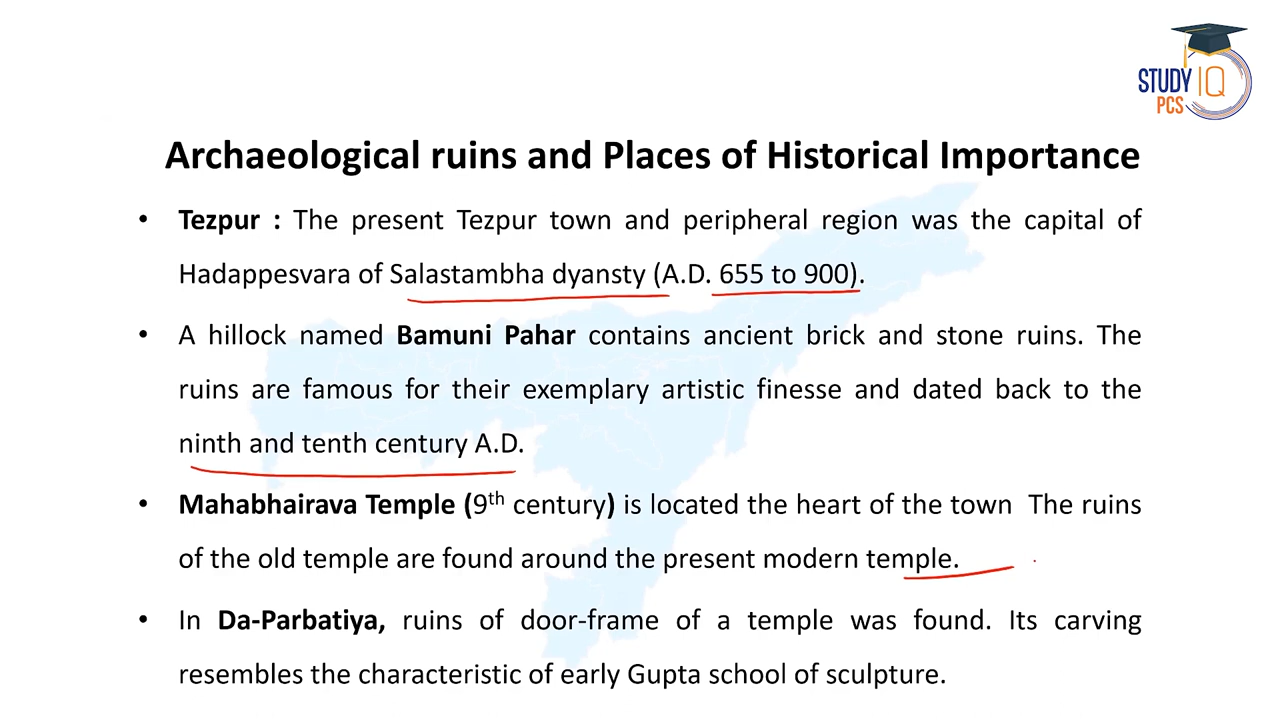 STUDY IQ
PCS
Archaeological ruins and Places of Historical Importance
• Tezpur : The present Tezpur town and peripheral region was the capital of
Hadappesvara of Salastambha dyansty (A.D. 655 to 900).
• A hillock named Bamuni Pahar contains ancient brick and stone ruins. The
ruins are famous for their exemplary artistic finesse and dated back to the
ninth and tenth century A.D.
• Mahabhairava Temple (9th century) is located the heart of the town The ruins
of the old temple are found around the present modern temple.
• In Da-Parbatiya, ruins of door-frame of a temple was found. Its carving
resembles the characteristic of early Gupta school of sculpture.